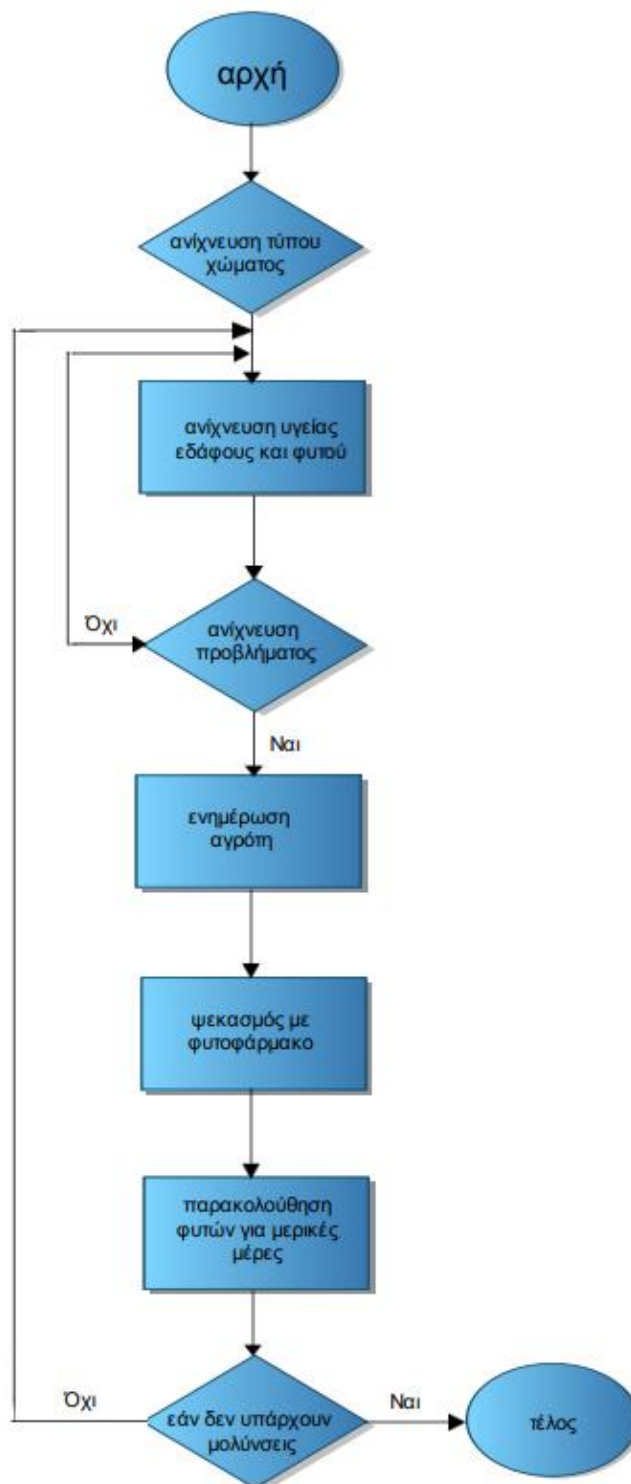 αρχή
ανίχνευση τύπου
χώματος
ανίχνευση υγείας
εδάφους και φυτού
Όχι
ανίχνευση
προβλήματος
Ναι
ενημέρωση
αγρότη
ψεκασμός με
φυτοφάρμακο
παρακολούθηση
φυτών για μερικές
μέρες
Όχι
εάν δεν υπάρχουν
μολύνσεις
Ναι
τέλος